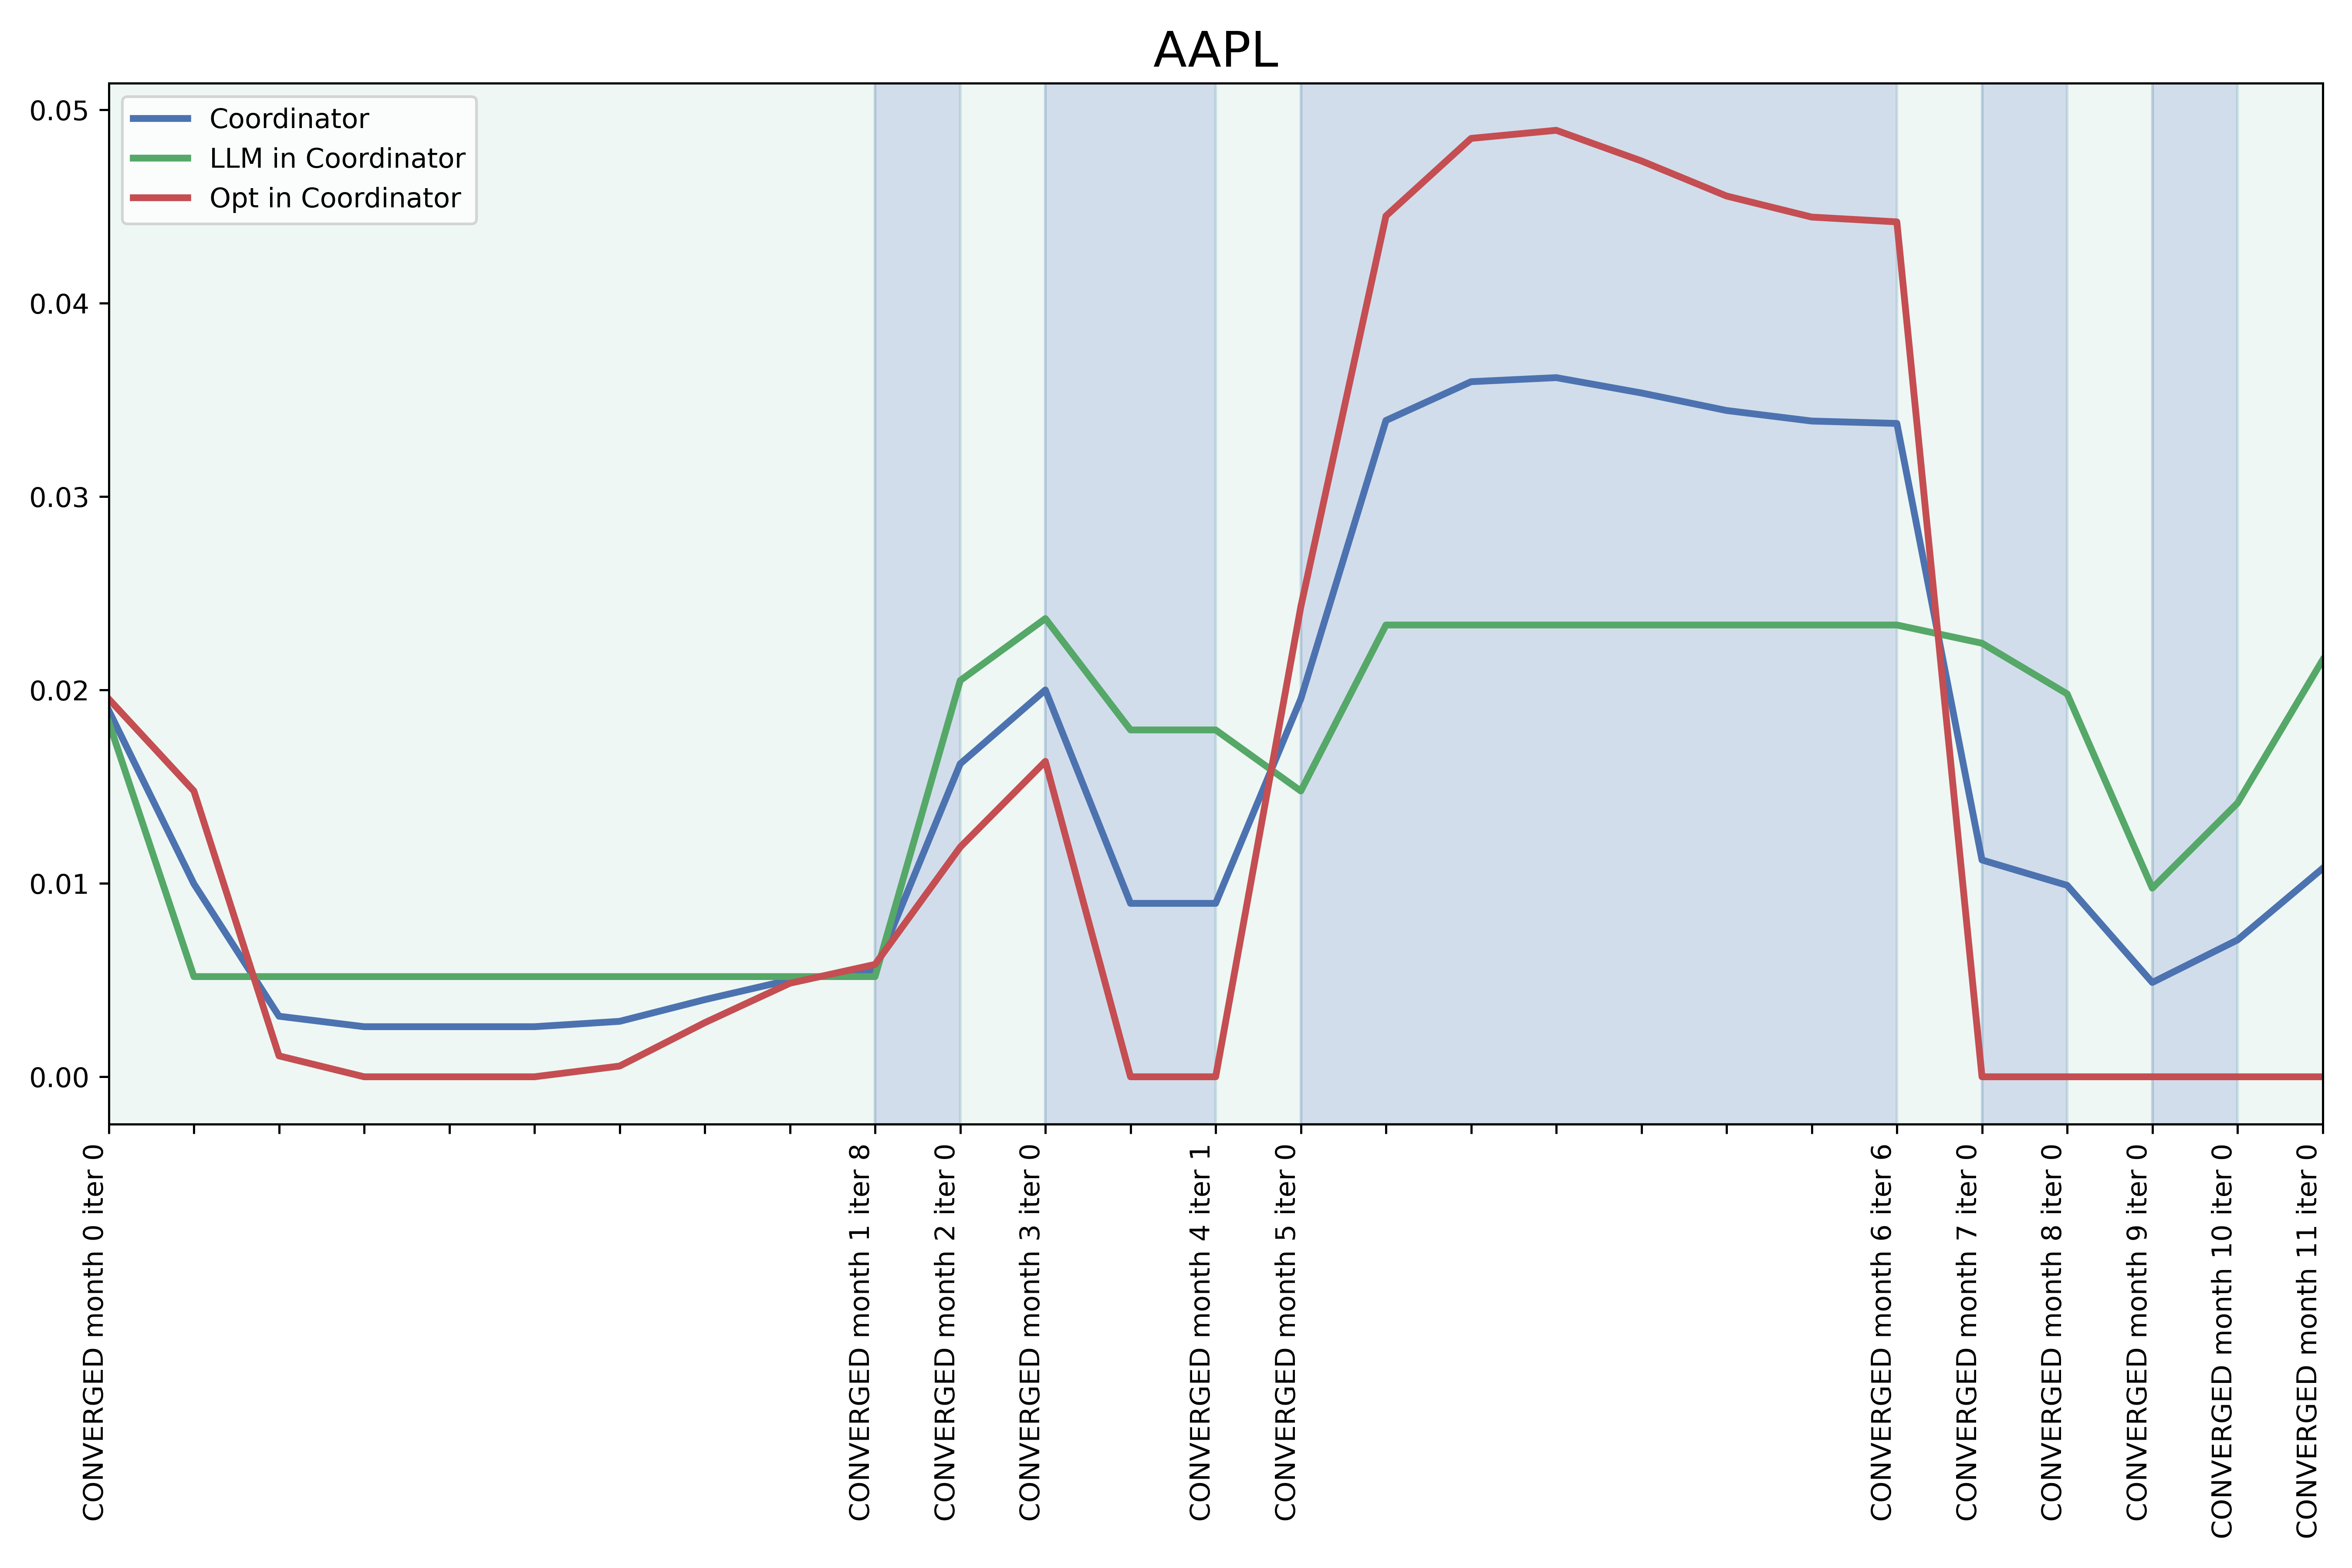 AAPL
0.05
0.04
0.03
0.02
0.01
0.00
Coordinator
LLM in Coordinator
Opt in Coordinator
CONVERGED month 0 iter 0
CONVERGED month 1 iter 8
CONVERGED month 2 iter 0
CONVERGED month 3 iter 0
CONVERGED month 4 iter 1
CONVERGED month 5 iter 0
CONVERGED month 6 iter 6
CONVERGED month 7 iter 0
CONVERGED month 8 iter 0
CONVERGED month 9 iter 0
CONVERGED month 10 iter 0
CONVERGED month 11 iter 0